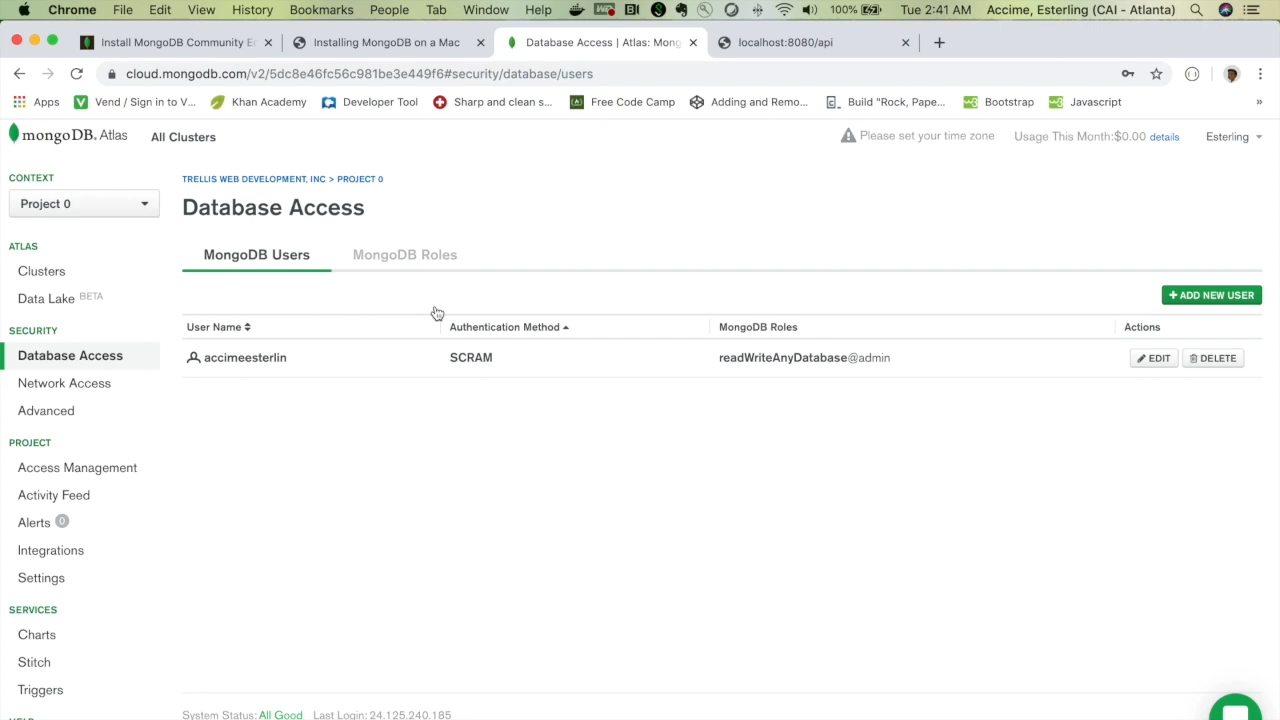 Chrome File Edit View History Bookmarks People Tab Window Help 100% Tue 2:41 AM Accime, Esterling (CAI - Atlanta)
Install MongoDB Community E Installing MongoDB on a Mac Database Access | Atlas: Mong localhost:8080/api
cloud.mongodb.com/v2/5dc8e46fc56c981be3e449f6#security/database/users
Apps Vend / Sign in to V... Khan Academy Developer Tool Sharp and clean s... Free Code Camp Adding and Remo... Build "Rock, Pape... Bootstrap Javascript »
mongoDB. Atlas All Clusters Please set your time zone Usage This Month:$0.00 details Esterling
CONTEXT
Project 0
ATLAS
Clusters
Data Lake BETA
SECURITY
Database Access
Network Access
Advanced
PROJECT
Access Management
Activity Feed
Alerts 0
Integrations
Settings
SERVICES
Charts
Stitch
Triggers
TRELLIS WEB DEVELOPMENT, INC > PROJECT 0
Database Access
MongoDB Users MongoDB Roles
+ ADD NEW USER
User Name Authentication Method MongoDB Roles Actions
accimeesterlin SCRAM readWriteAnyDatabase@admin EDIT DELETE
System Status: All Good Last Login: 24.125.240.185